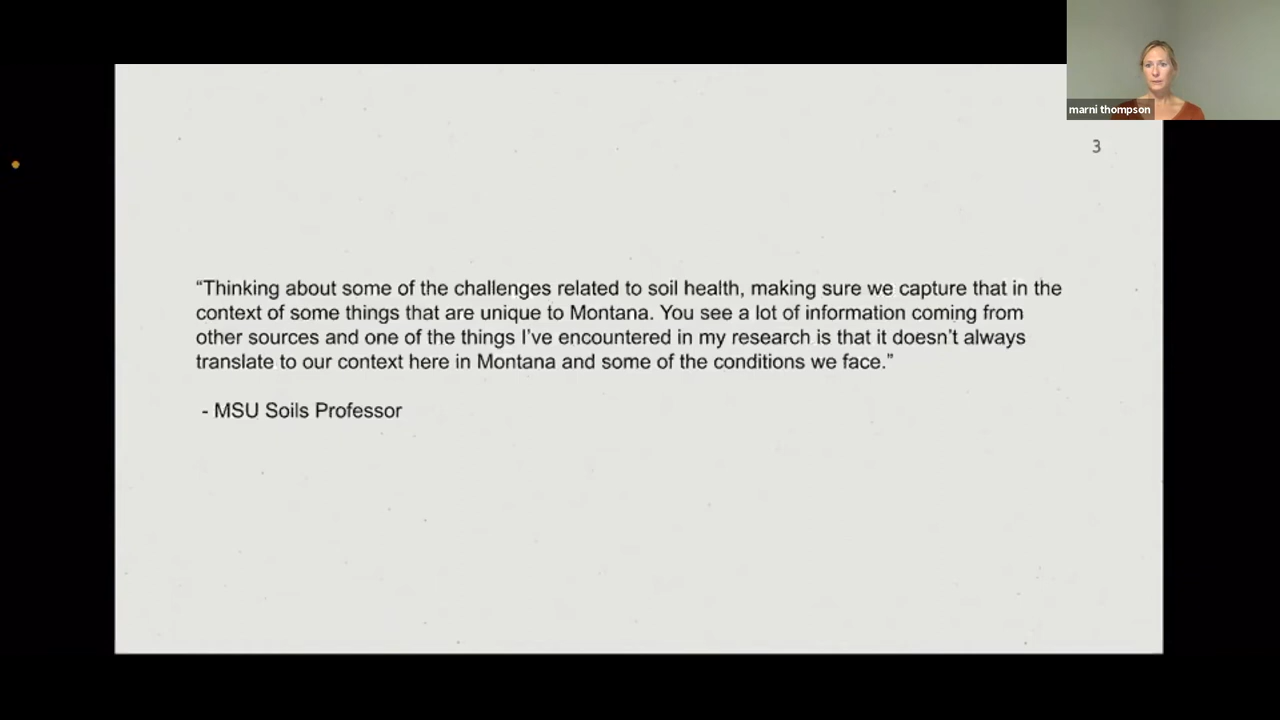 marni thompson
3
“Thinking about some of the challenges related to soil health, making sure we capture that in the
context of some things that are unique to Montana. You see a lot of information coming from
other sources and one of the things I’ve encountered in my research is that it doesn’t always
translate to our context here in Montana and some of the conditions we face.”
- MSU Soils Professor